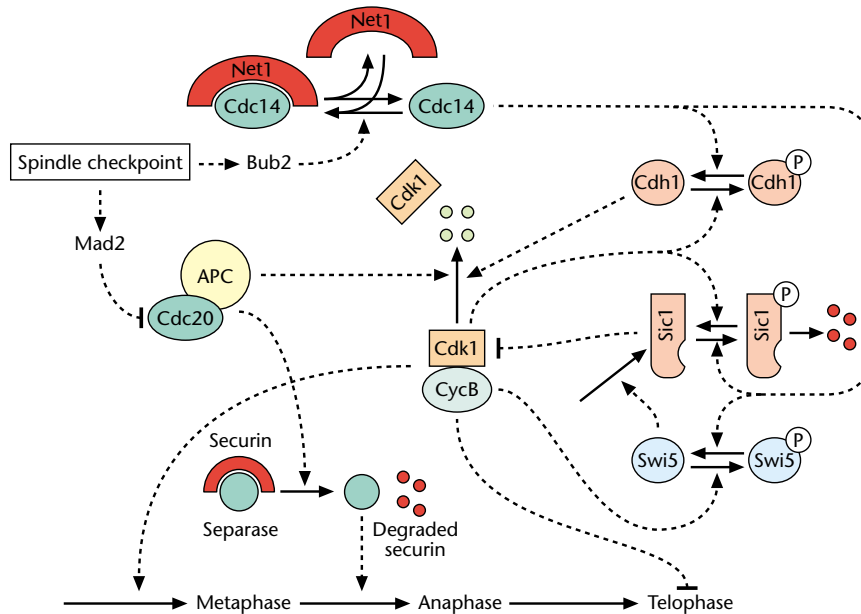 Net1
Net1
Cdc14
Cdc14
Spindle checkpoint
Bub2
P
Cdh1
Cdh1
Cdk1
Mad2
APC
Cdc20
P
Sic1
Sic1
Cdk1
CycB
P
Swi5
Swi5
Securin
Separase
Degraded
securin
Metaphase
Anaphase
Telophase